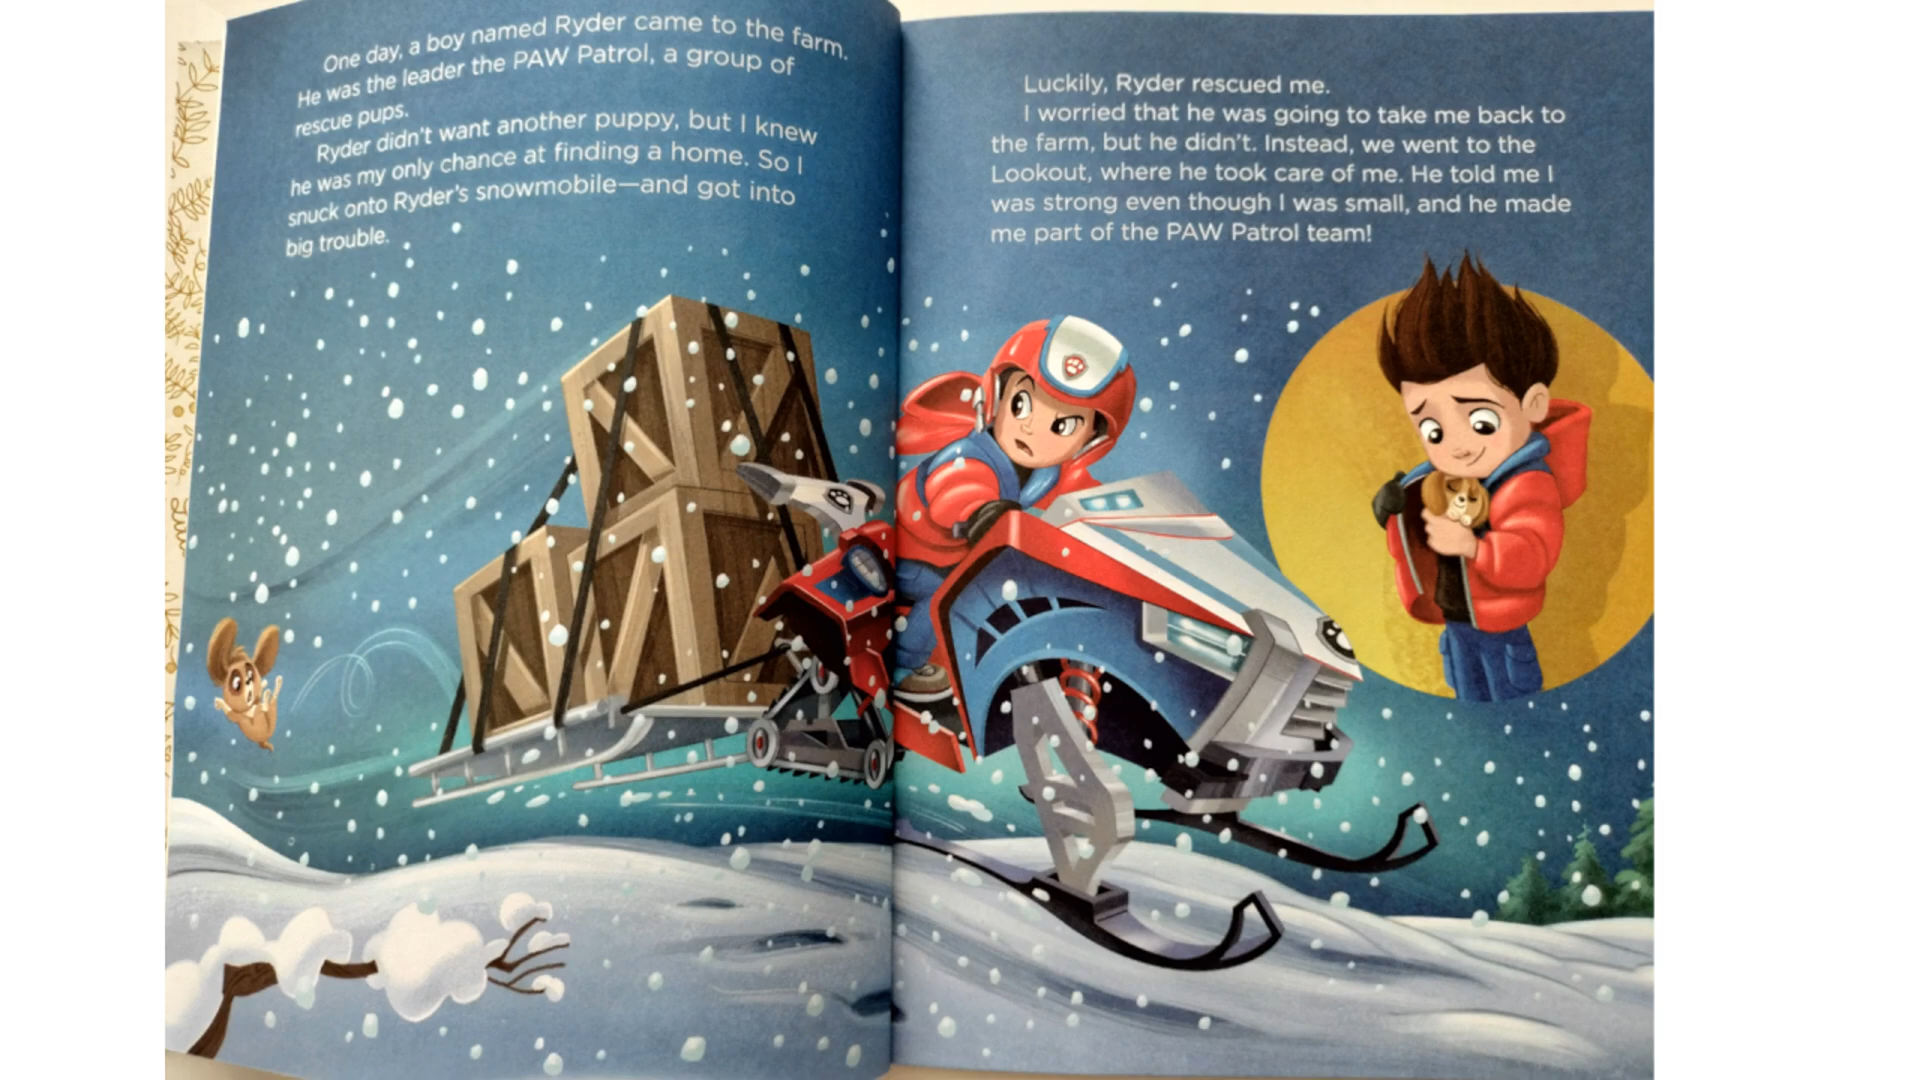 One day, a boy named Ryder came to the farm.
He was the leader the PAW Patrol, a group of
rescue pups.
Ryder didn't want another puppy, but I knew
he was my only chance at finding a home. So I
snuck onto Ryder's snowmobile—and got into
big trouble.
Luckily, Ryder rescued me.
I worried that he was going to take me back to
the farm, but he didn't. Instead, we went to the
Lookout, where he took care of me. He told me I
was strong even though I was small, and he made
me part of the PAW Patrol team!